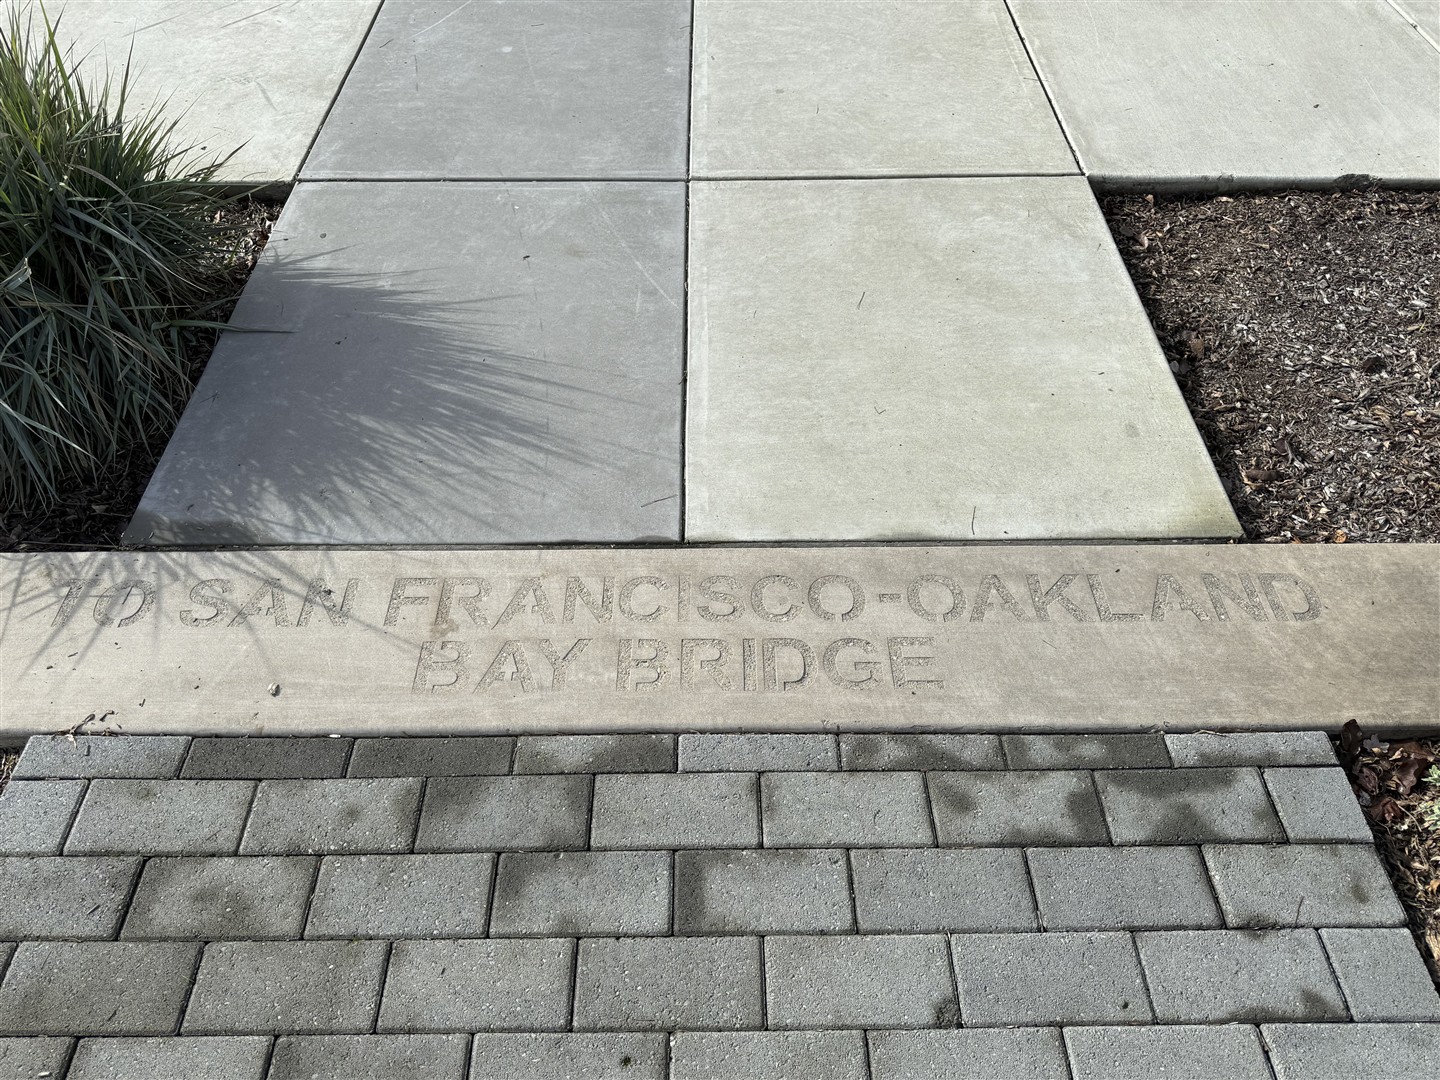 TO SAN FRANCISCO-OAKLAND
BAY BRIDGE